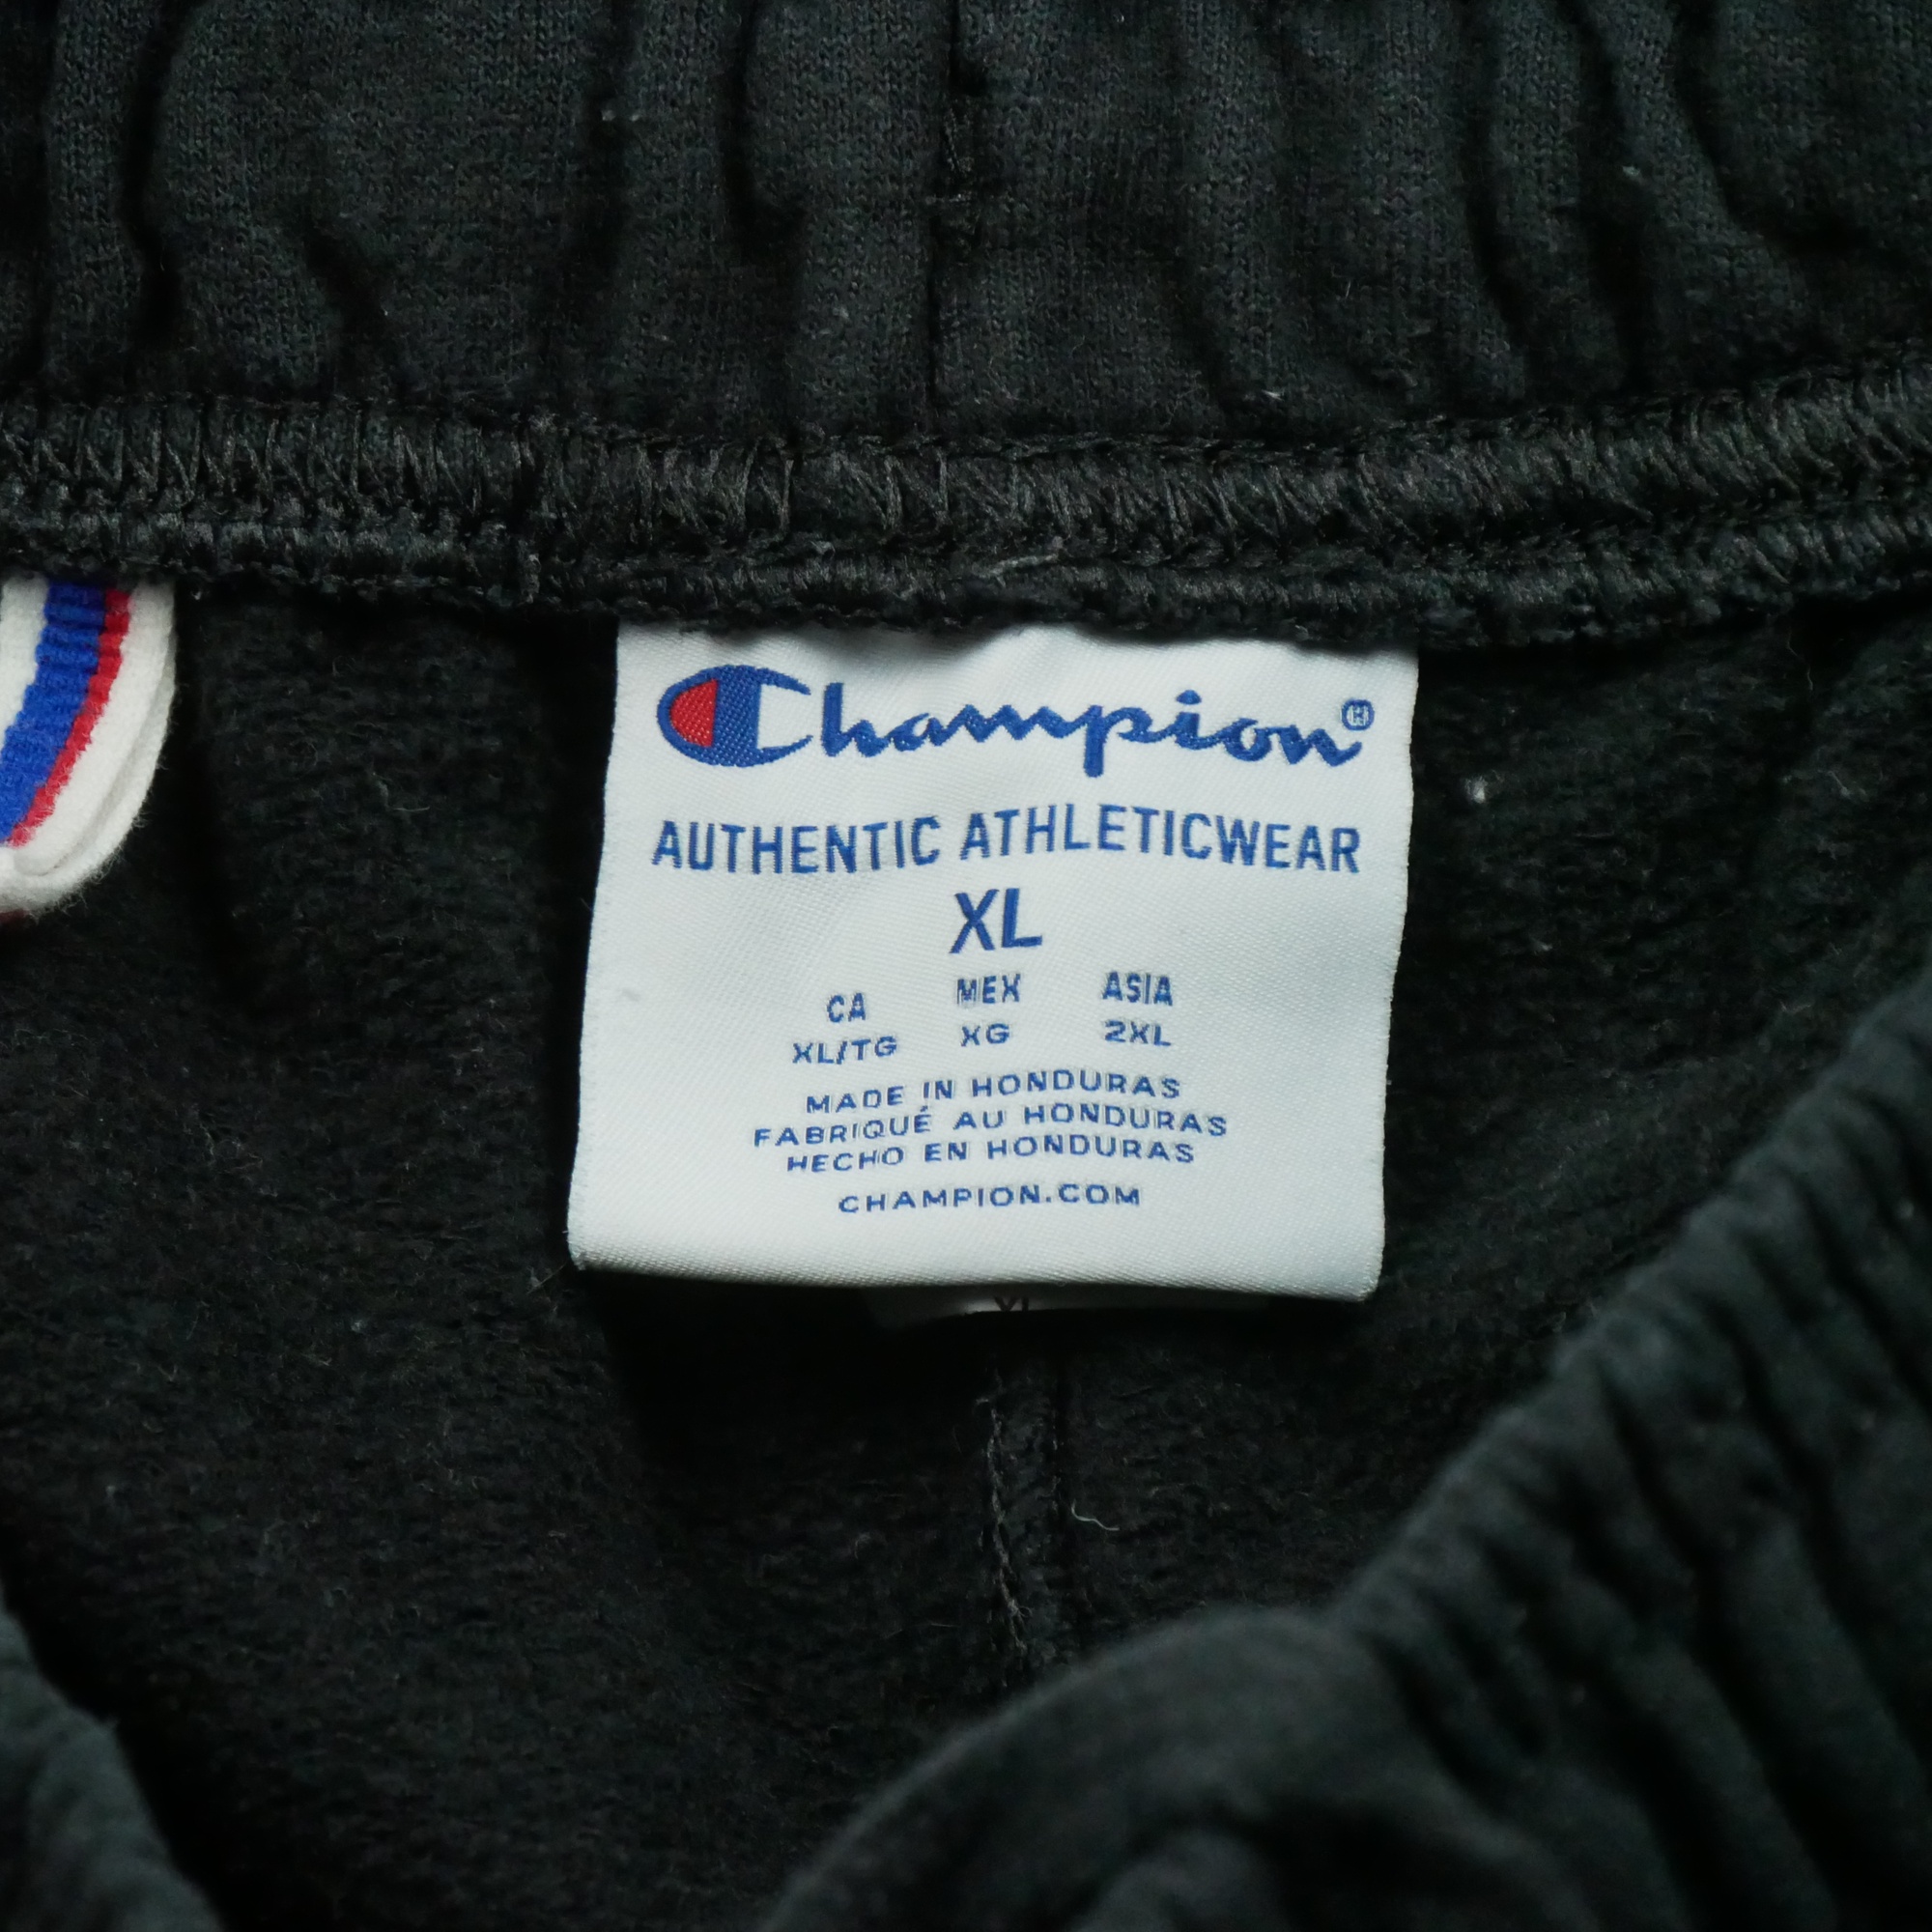 Champion®
AUTHENTIC ATHLETICWEAR
XL
CA MEX ASIA
XL/TG XG 2XL
MADE IN HONDURAS
FABRIQUÉ AU HONDURAS
HECHO EN HONDURAS
CHAMPION.COM